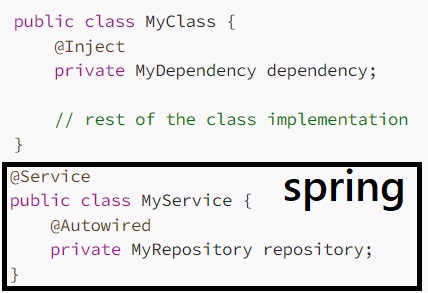 public class MyClass {
    @Inject
    private MyDependency dependency;

    // rest of the class implementation
}
@Service
spring
public class MyService {
    @Autowired
    private MyRepository repository;
}